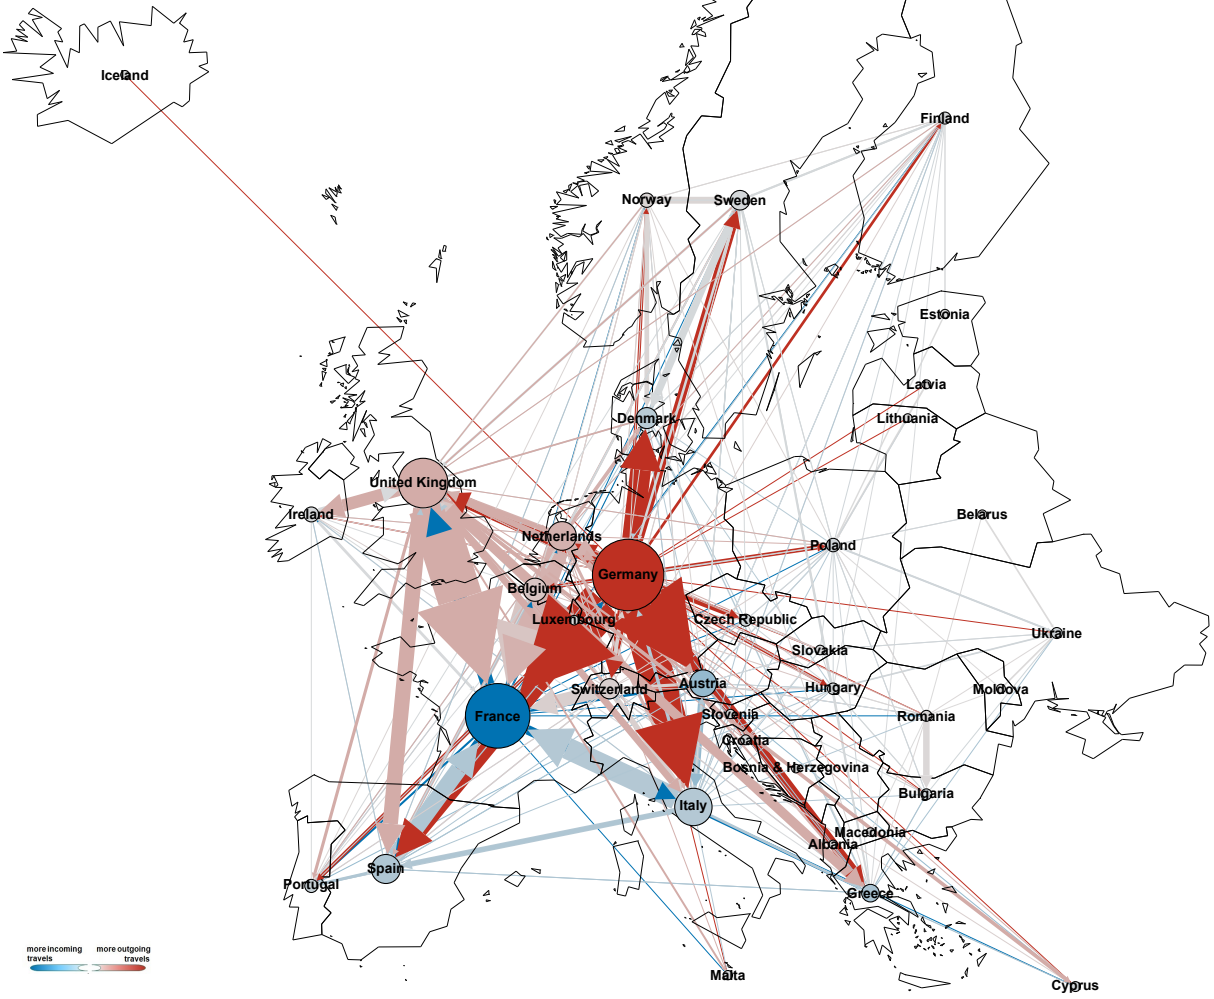 Iceland
Finland
Norway
Sweden
Estonia
Latvia
Denmark
Lithuania
United Kingdom
Ireland
Belarus
Netherlands
Poland
Germany
Belgium
Luxembourg
Czech Republic
Ukraine
Slovakia
Austria
Switzerland
Hungary
Moldova
France
Slovenia
Romania
Croatia
Bosnia & Herzegovina
Bulgaria
Italy
Macedonia
Albania
Spain
Portugal
Greece
more incoming
travels
more outgoing
travels
Malta
Cyprus